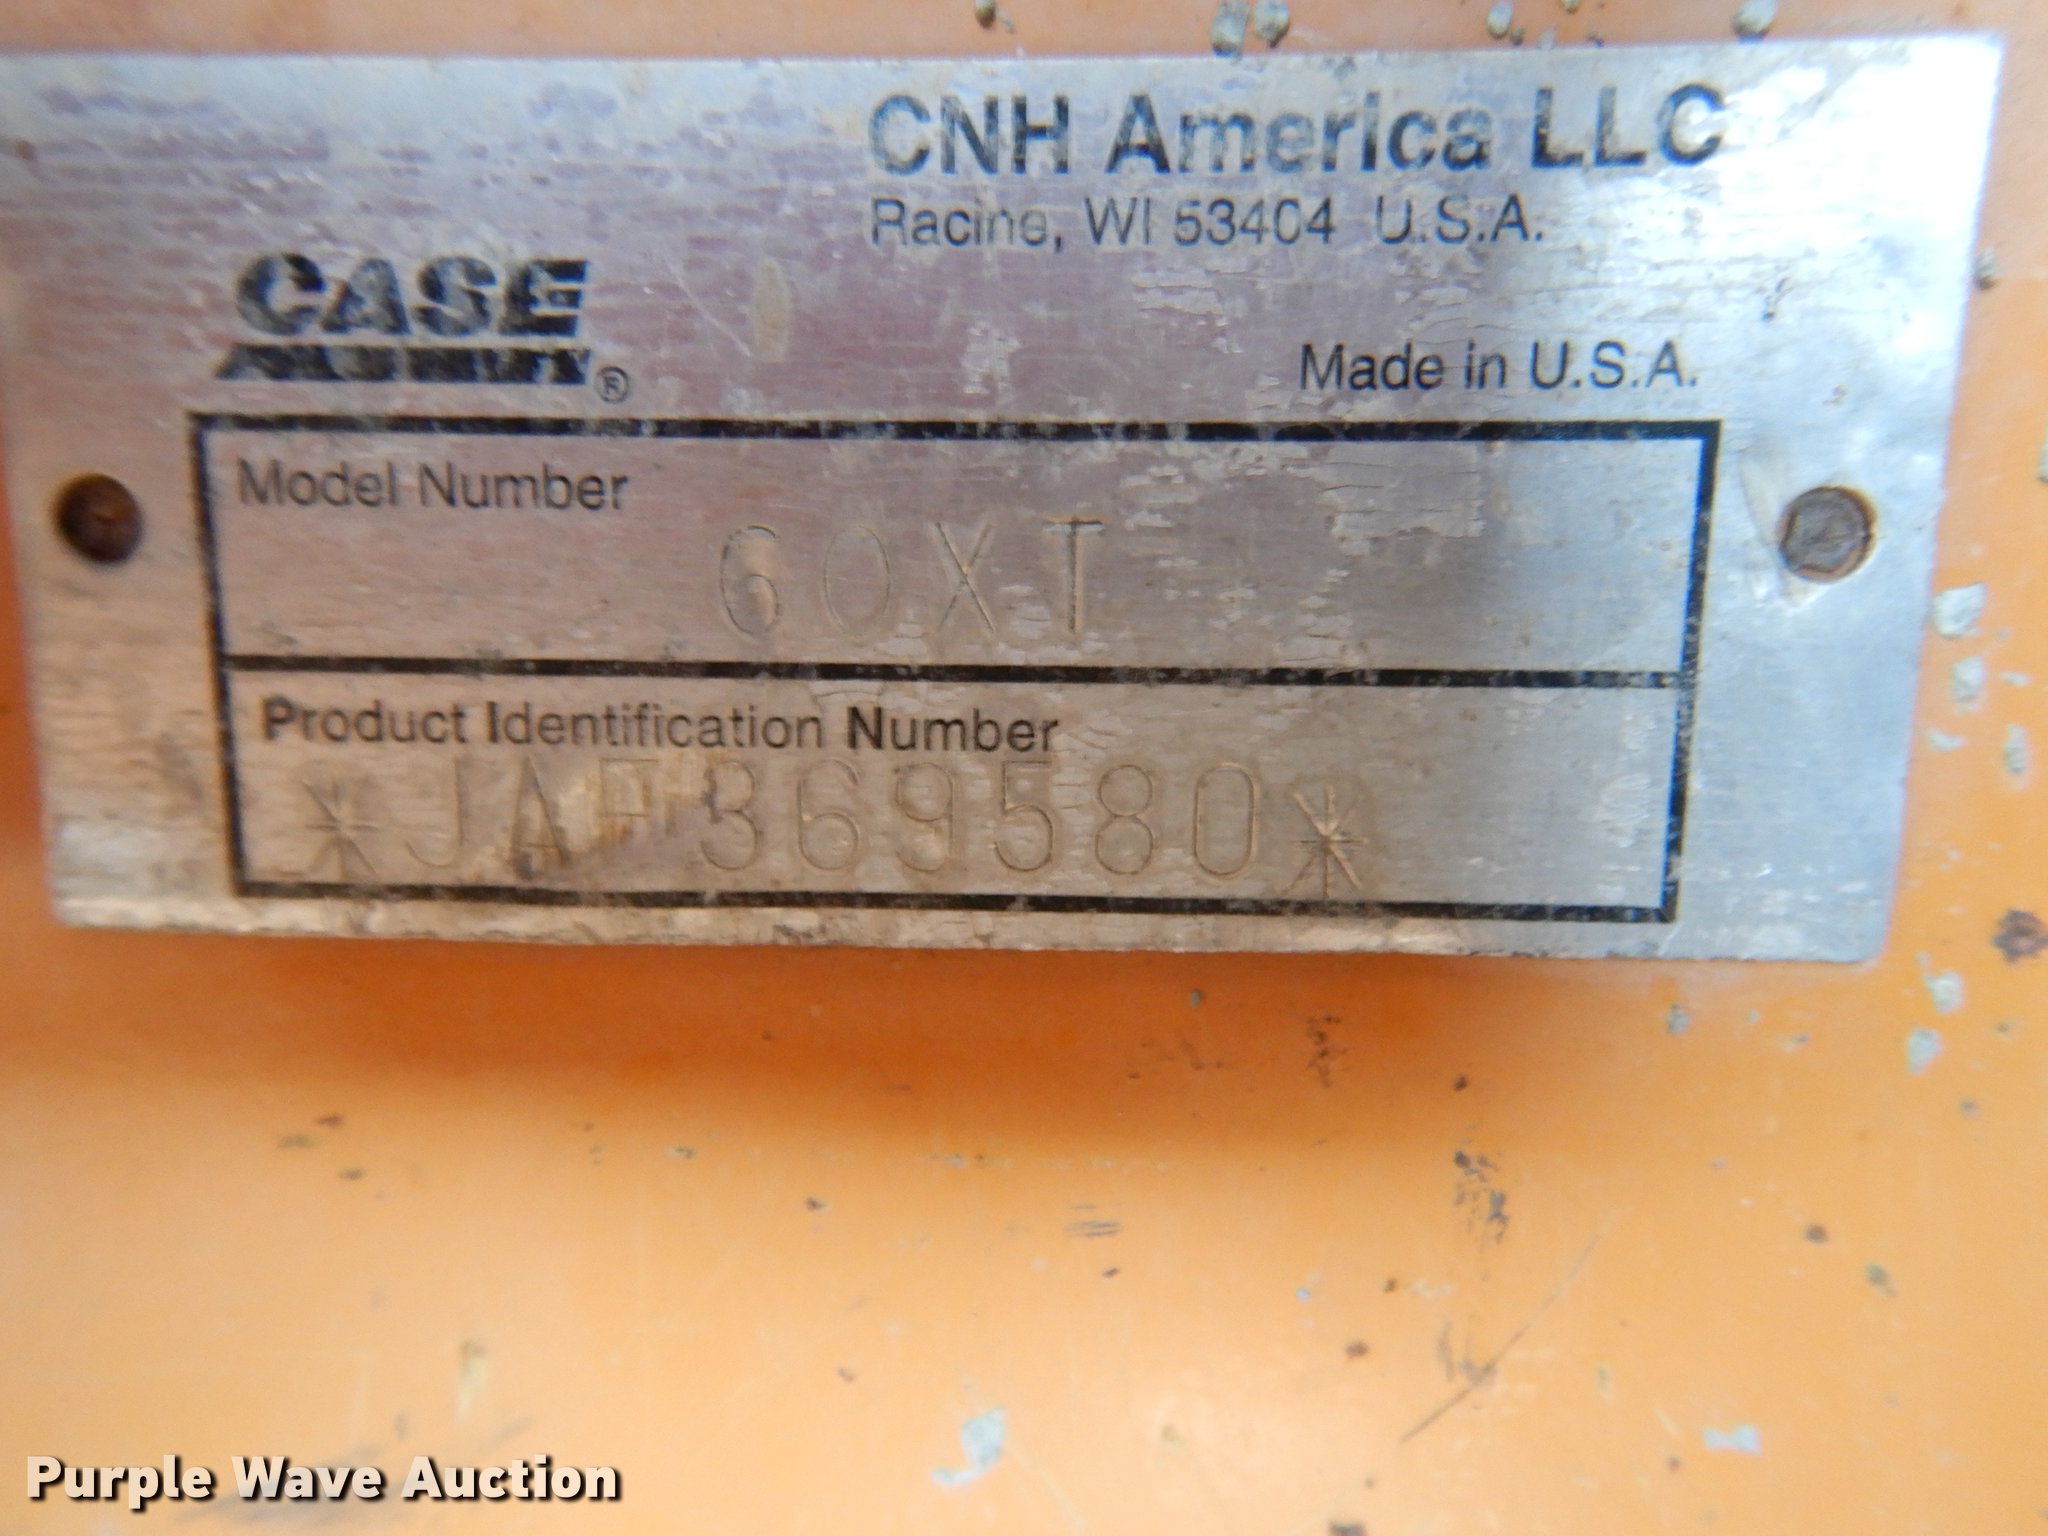 CNH America LLC
Racine, WI 53404 U.S.A.
CASE
®
Made in U.S.A.
Model Number
60XT
Product Identification Number
*JAF369580*
Purple Wave Auction